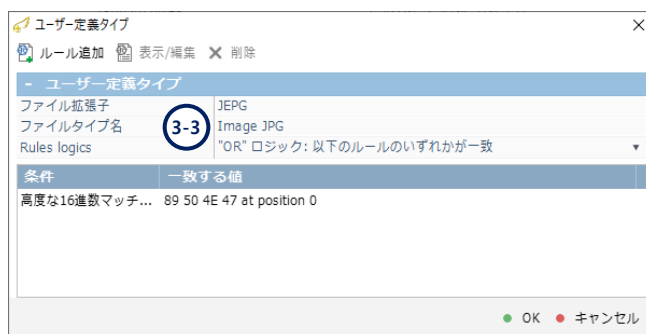 ユーザー定義タイプ
ルール追加 表示/編集 削除
- ユーザー定義タイプ
ファイル拡張子 JEPG
ファイルタイプ名 3-3 Image JPG
Rules logics "OR" ロジック: 以下のルールのいずれかが一致
条件 一致する値
高度な16進数マッチ... 89 50 4E 47 at position 0
OK キャンセル